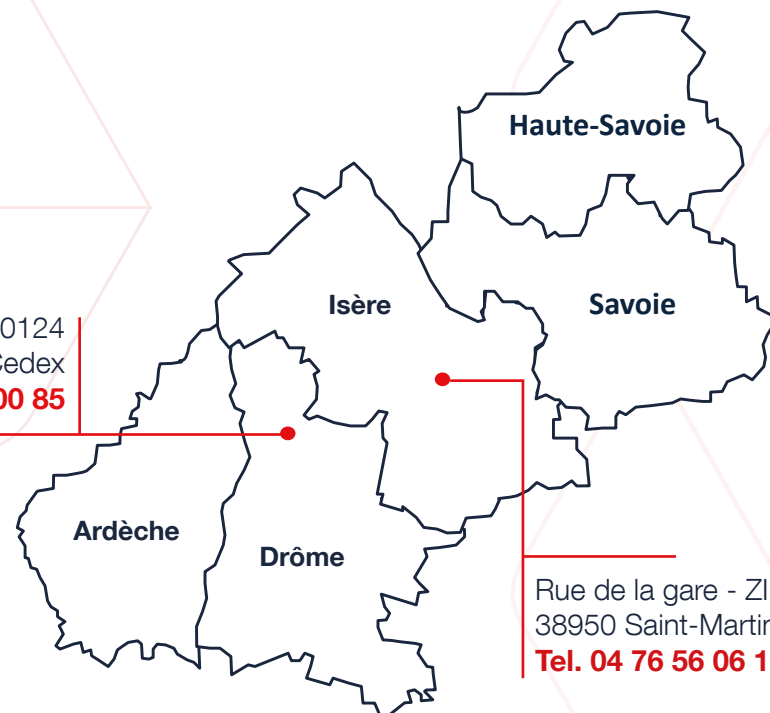 Haute-Savoie
Isère
Savoie
0124
Cedex
00 85
Ardèche
Drôme
Rue de la gare - ZI
38950 Saint-Martin
Tel. 04 76 56 06 1